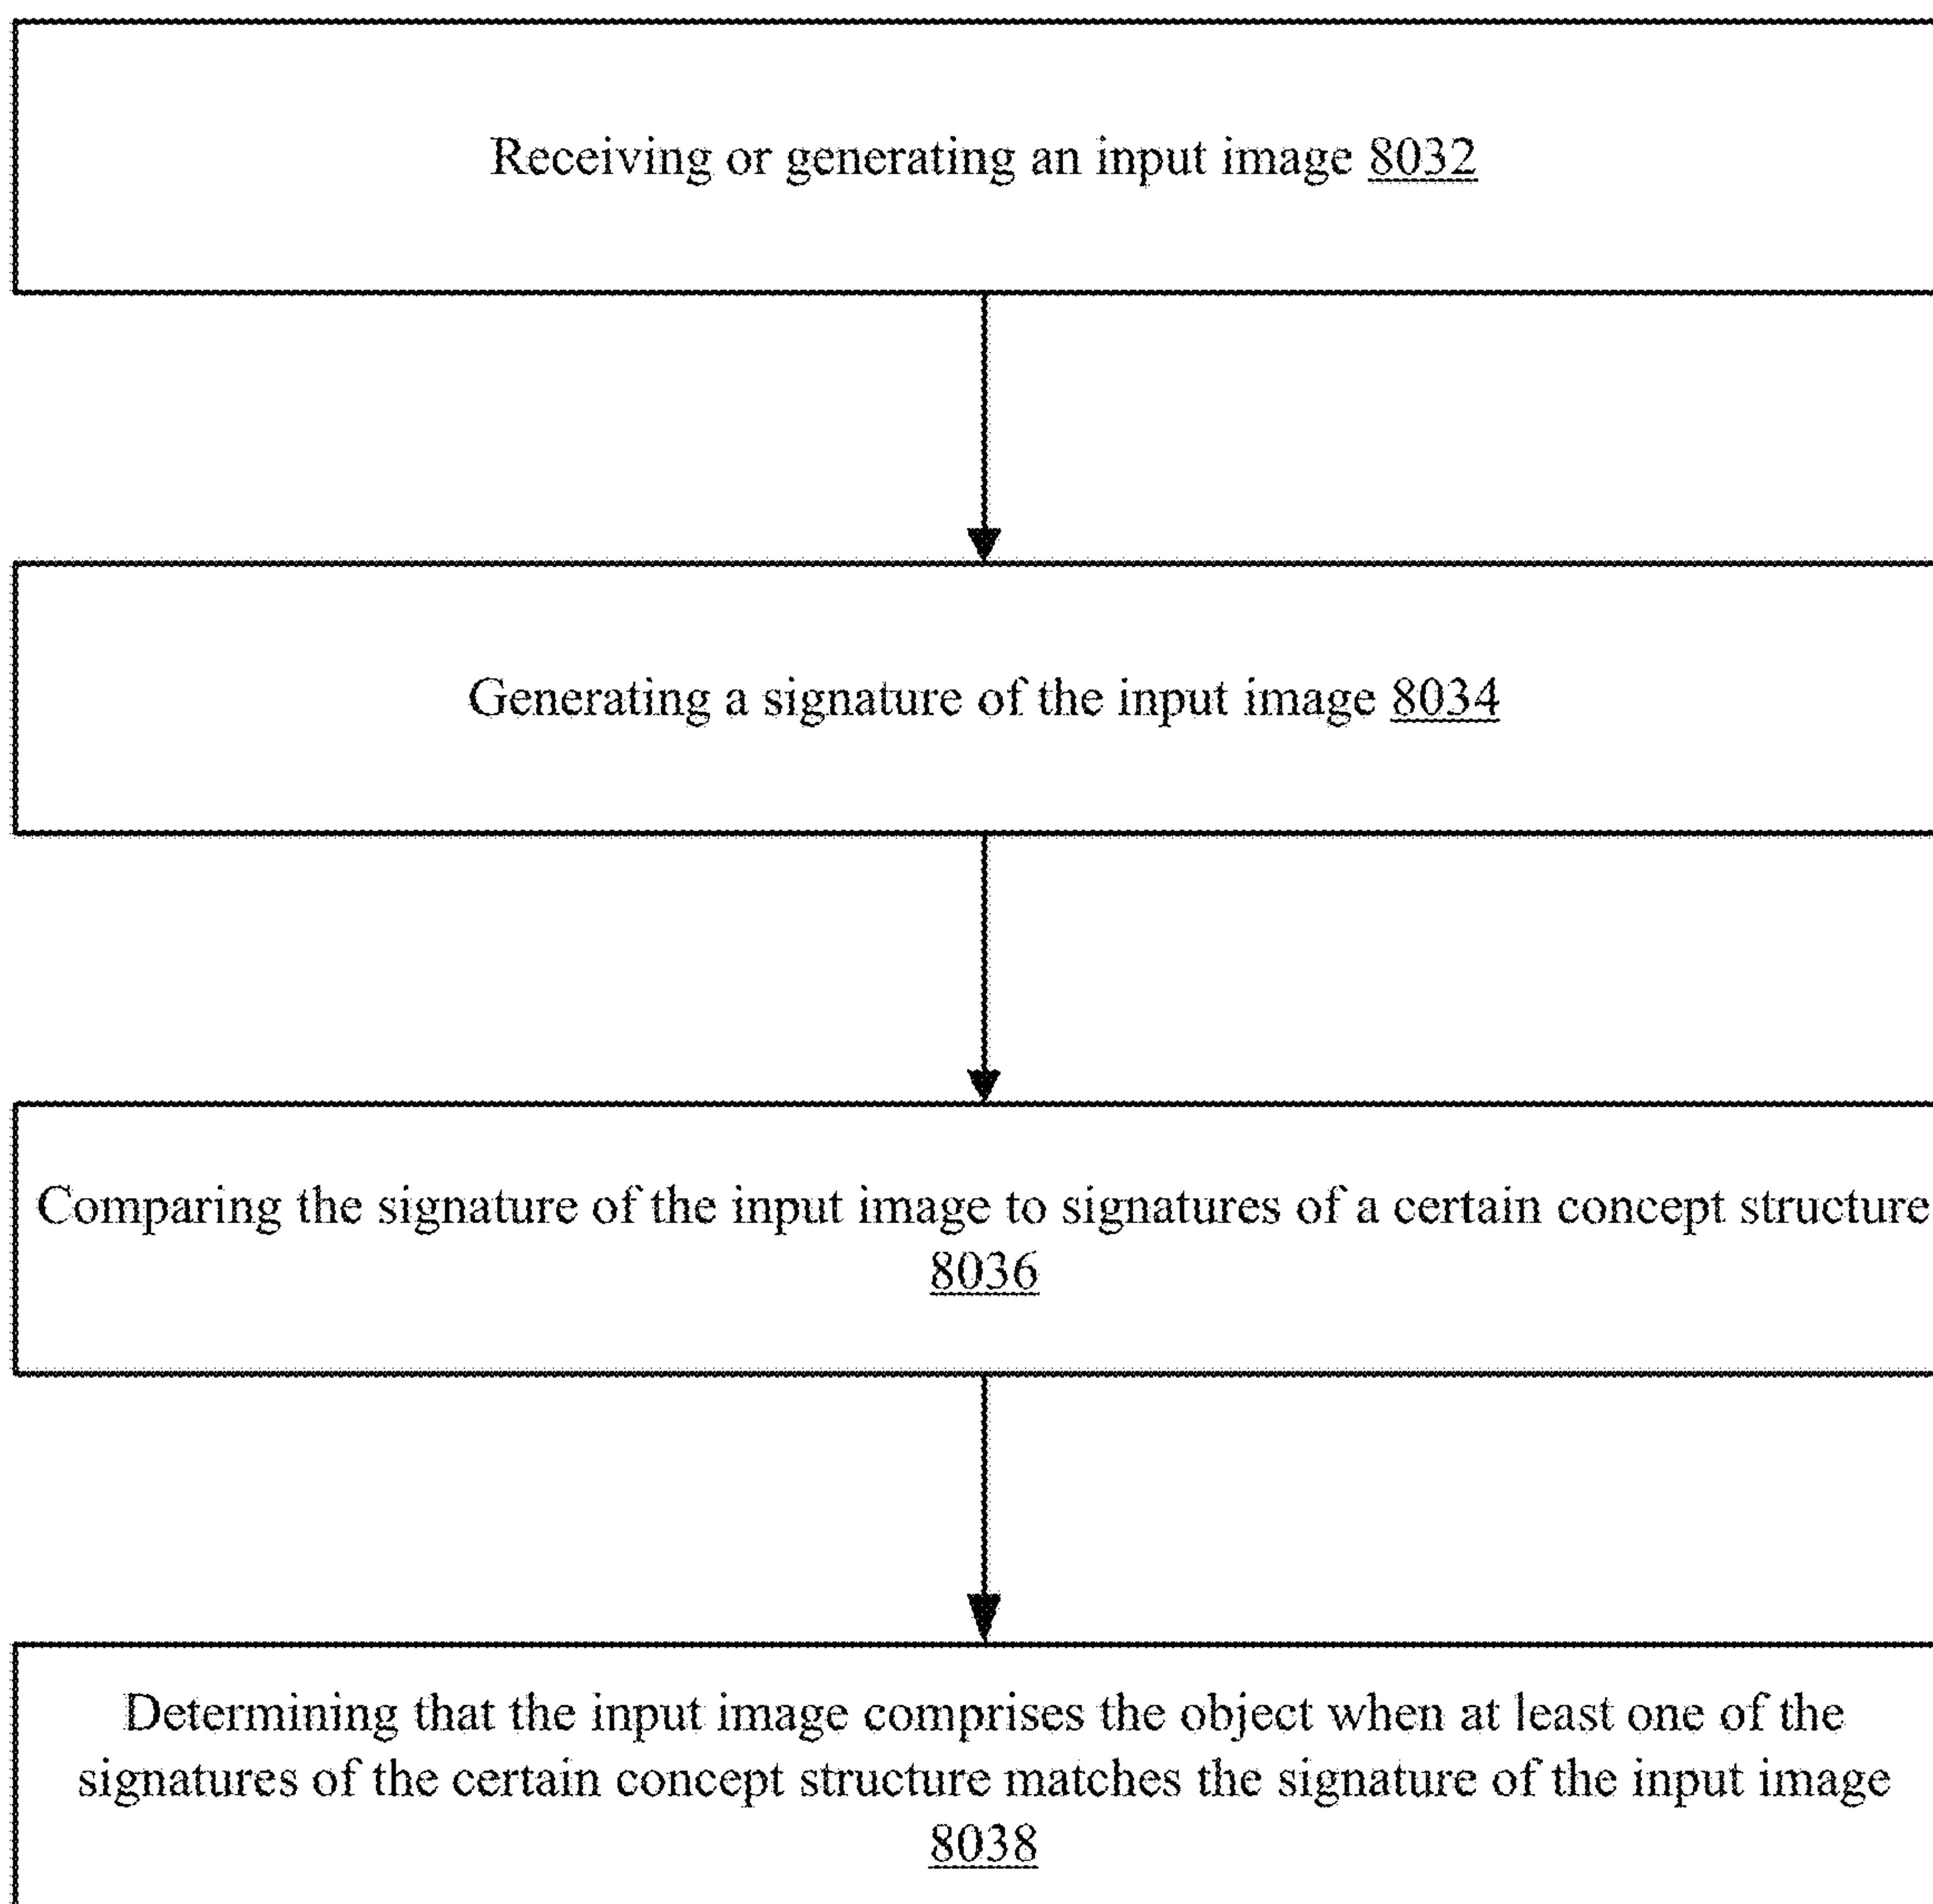 Receiving or generating an input image 8032
Generating a signature of the input image 8034
Comparing the signature of the input image to signatures of a certain concept structure
8036
Determining that the input image comprises the object when at least one of the
signatures of the certain concept structure matches the signature of the input image
8038